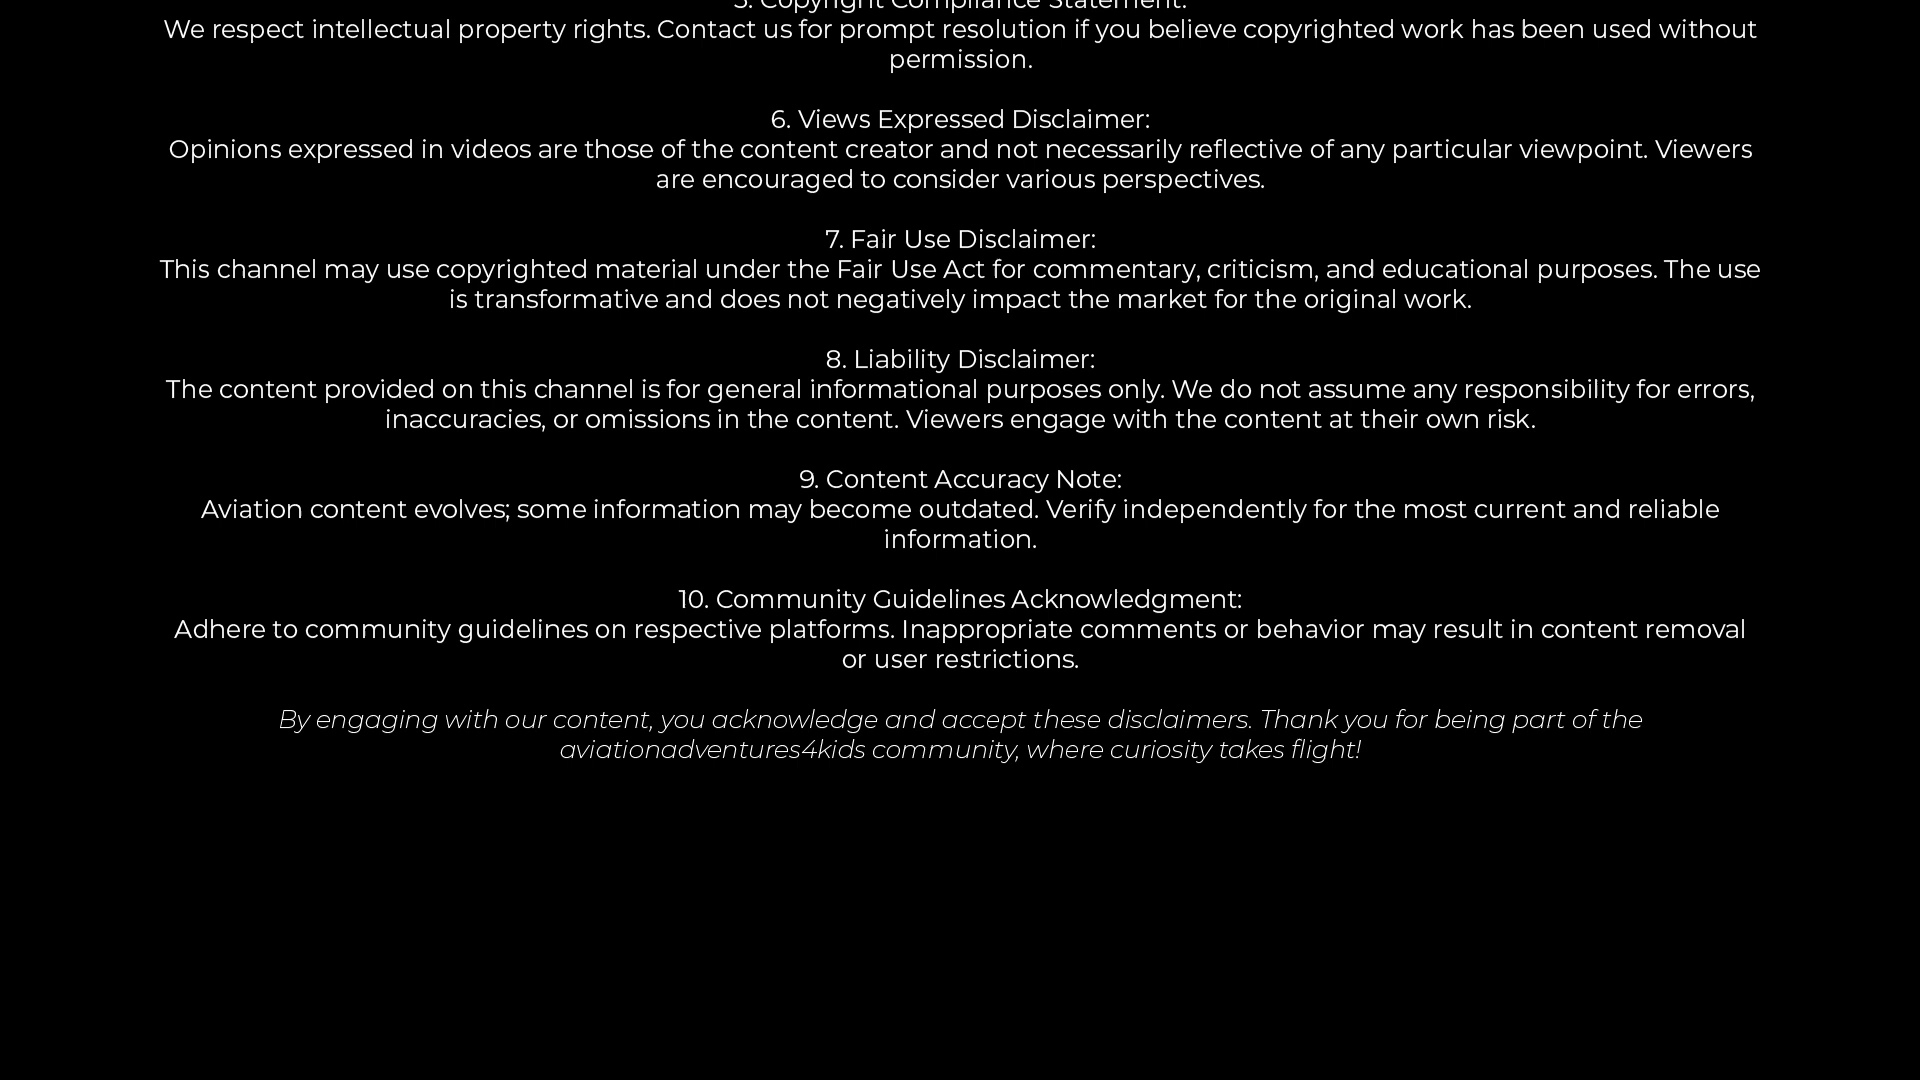 5. Copyright Compliance Statement:
We respect intellectual property rights. Contact us for prompt resolution if you believe copyrighted work has been used without
permission.
6. Views Expressed Disclaimer:
Opinions expressed in videos are those of the content creator and not necessarily reflective of any particular viewpoint. Viewers
are encouraged to consider various perspectives.
7. Fair Use Disclaimer:
This channel may use copyrighted material under the Fair Use Act for commentary, criticism, and educational purposes. The use
is transformative and does not negatively impact the market for the original work.
8. Liability Disclaimer:
The content provided on this channel is for general informational purposes only. We do not assume any responsibility for errors,
inaccuracies, or omissions in the content. Viewers engage with the content at their own risk.
9. Content Accuracy Note:
Aviation content evolves; some information may become outdated. Verify independently for the most current and reliable
information.
10. Community Guidelines Acknowledgment:
Adhere to community guidelines on respective platforms. Inappropriate comments or behavior may result in content removal
or user restrictions.
By engaging with our content, you acknowledge and accept these disclaimers. Thank you for being part of the
aviationadventures4kids community, where curiosity takes flight!